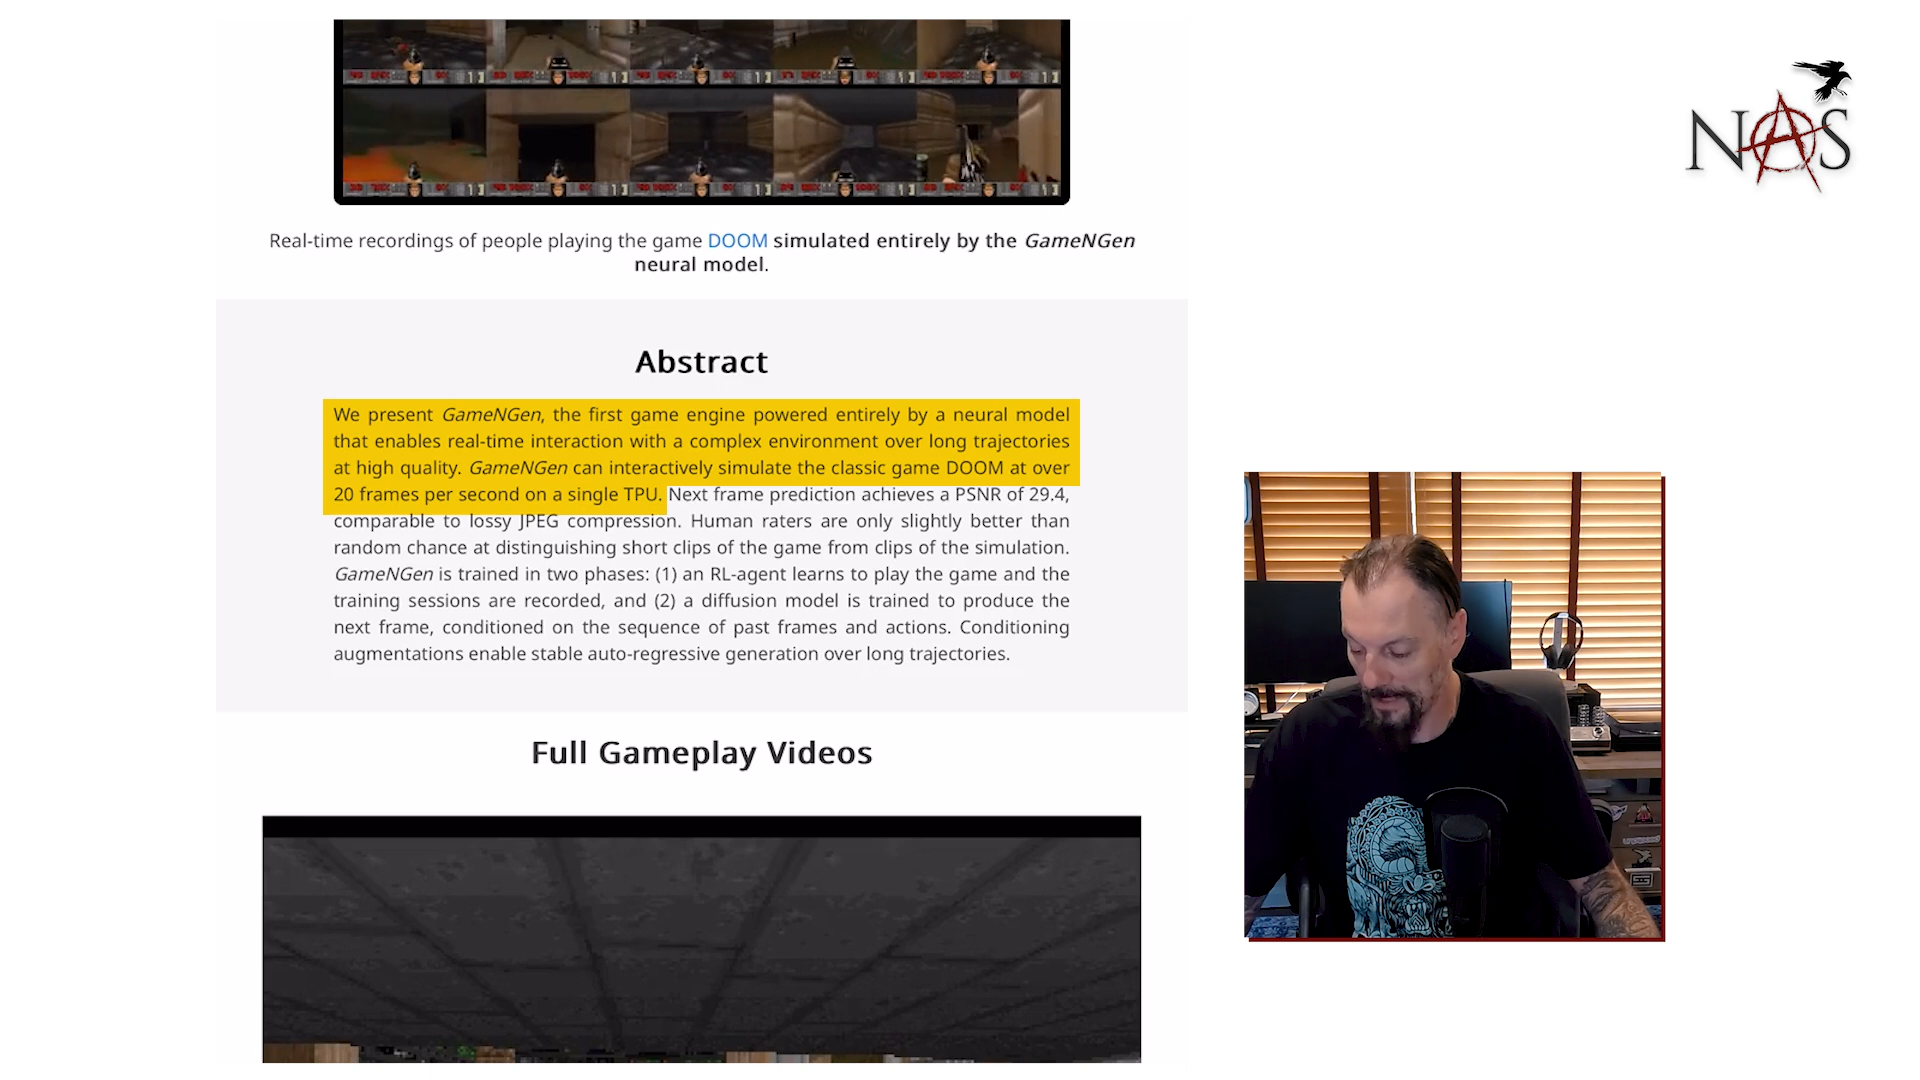 NAS
Real-time recordings of people playing the game DOOM simulated entirely by the GameNGen
neural model.
Abstract
We present GameNGen, the first game engine powered entirely by a neural model
that enables real-time interaction with a complex environment over long trajectories
at high quality. GameNGen can interactively simulate the classic game DOOM at over
20 frames per second on a single TPU. Next frame prediction achieves a PSNR of 29.4,
comparable to lossy JPEG compression. Human raters are only slightly better than
random chance at distinguishing short clips of the game from clips of the simulation.
GameNGen is trained in two phases: (1) an RL-agent learns to play the game and the
training sessions are recorded, and (2) a diffusion model is trained to produce the
next frame, conditioned on the sequence of past frames and actions. Conditioning
augmentations enable stable auto-regressive generation over long trajectories.
Full Gameplay Videos